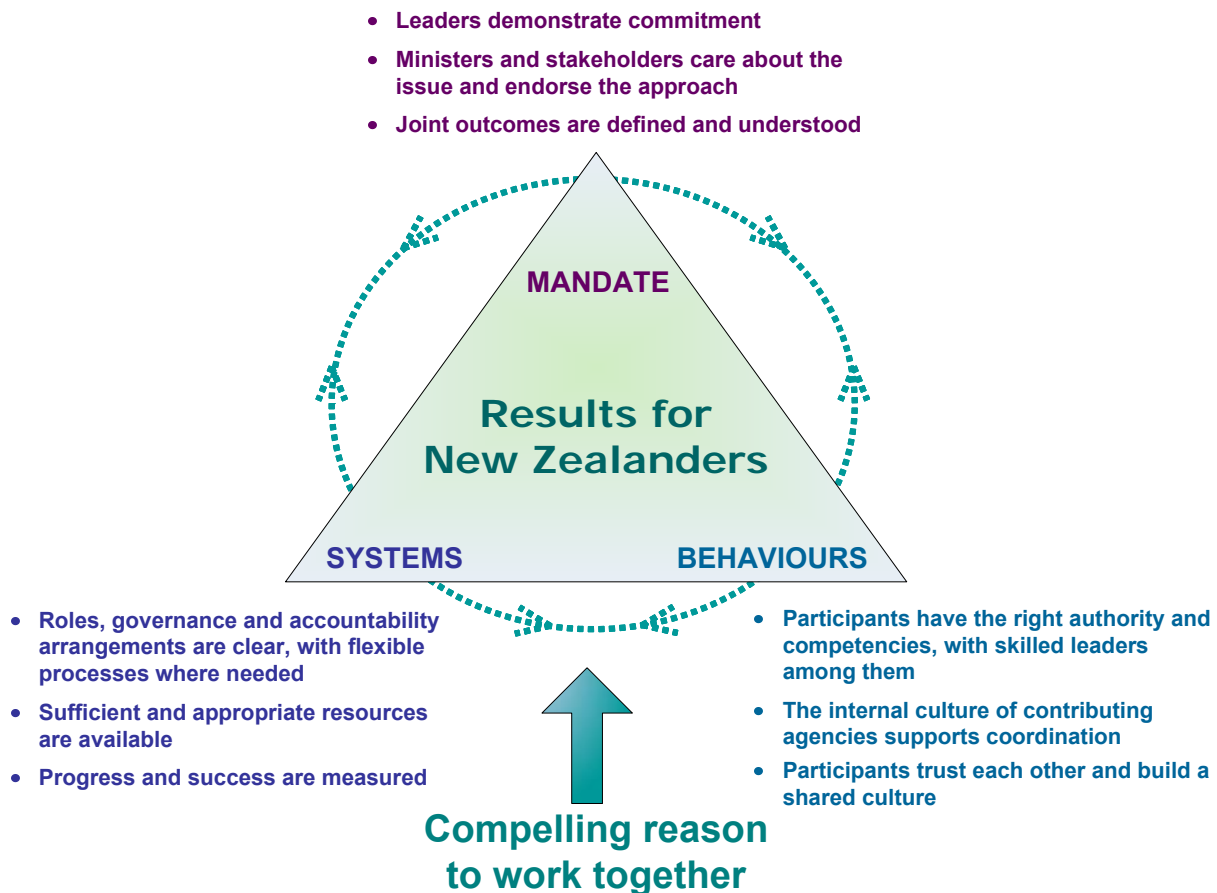 • Leaders demonstrate commitment
• Ministers and stakeholders care about the
issue and endorse the approach
• Joint outcomes are defined and understood
MANDATE
Results for
New Zealanders
SYSTEMS
BEHAVIOURS
• Roles, governance and accountability
arrangements are clear, with flexible
processes where needed
• Sufficient and appropriate resources
are available
• Progress and success are measured
• Participants have the right authority and
competencies, with skilled leaders
among them
• The internal culture of contributing
agencies supports coordination
• Participants trust each other and build a
shared culture
Compelling reason
to work together